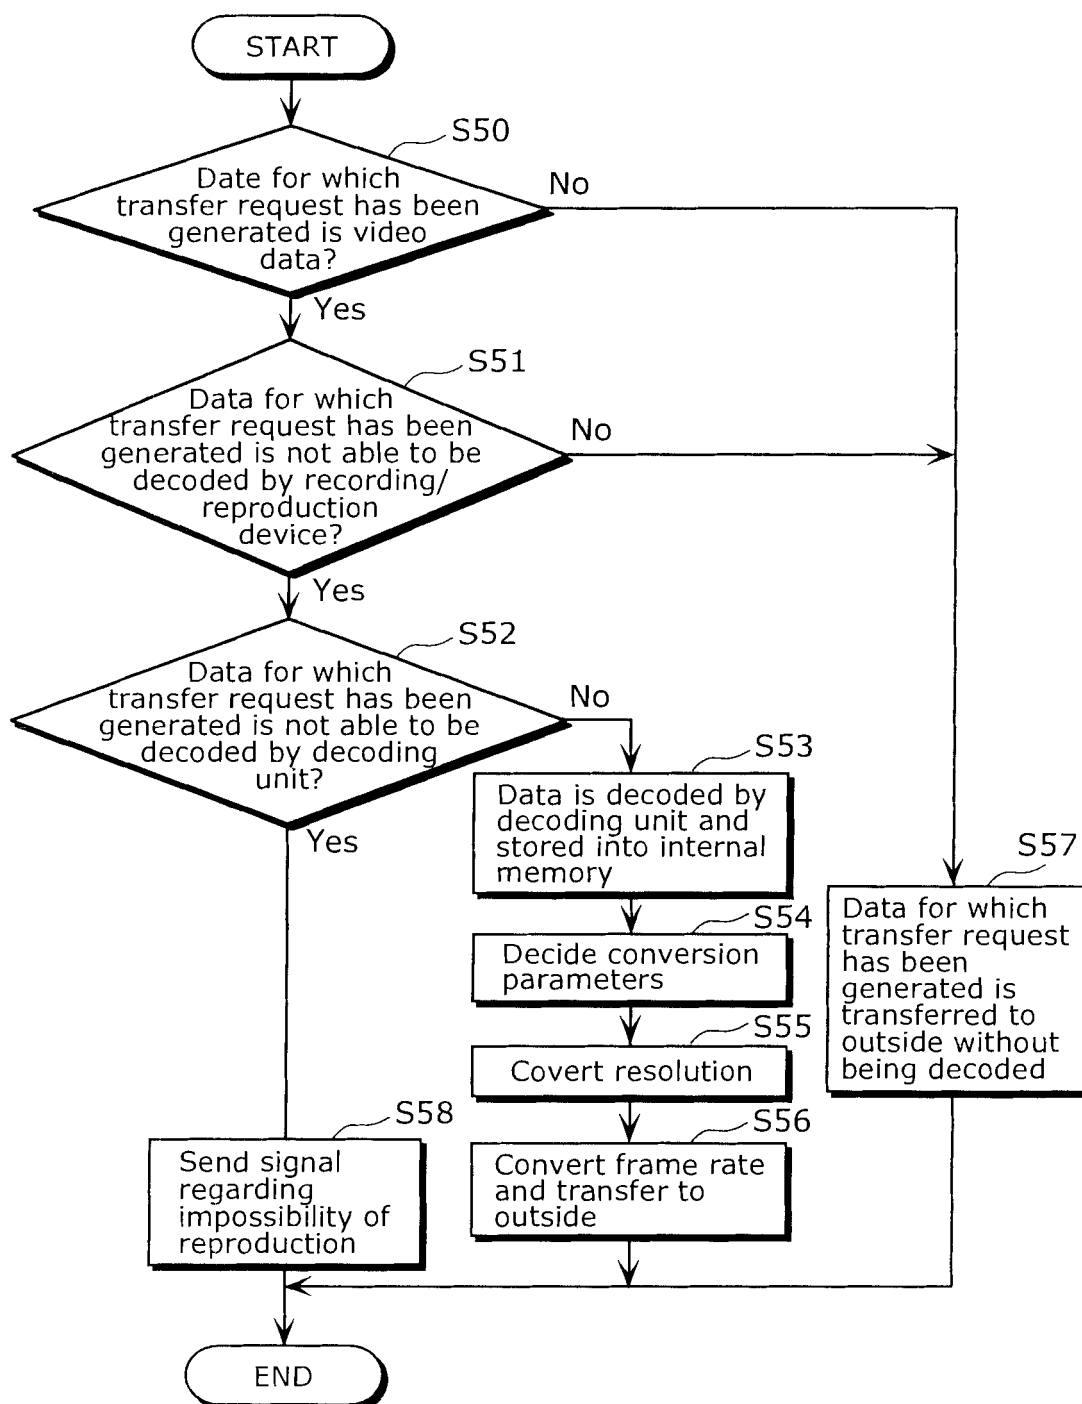 START
S50
Date for which
transfer request has been
generated is video
data?
No
Yes
S51
Data for which
transfer request has been
generated is not able to be
decoded by recording/
reproduction
device?
No
Yes
S52
Data for which
transfer request has been
generated is not able to be
decoded by decoding
unit?
No
Yes
S53
Data is decoded by
decoding unit and
stored into internal
memory
S54
Decide conversion
parameters
S55
Covert resolution
S56
Convert frame rate
and transfer to
outside
S57
Data for which
transfer request
has been
generated is
transferred to
outside without
being decoded
S58
Send signal
regarding
impossibility of
reproduction
END